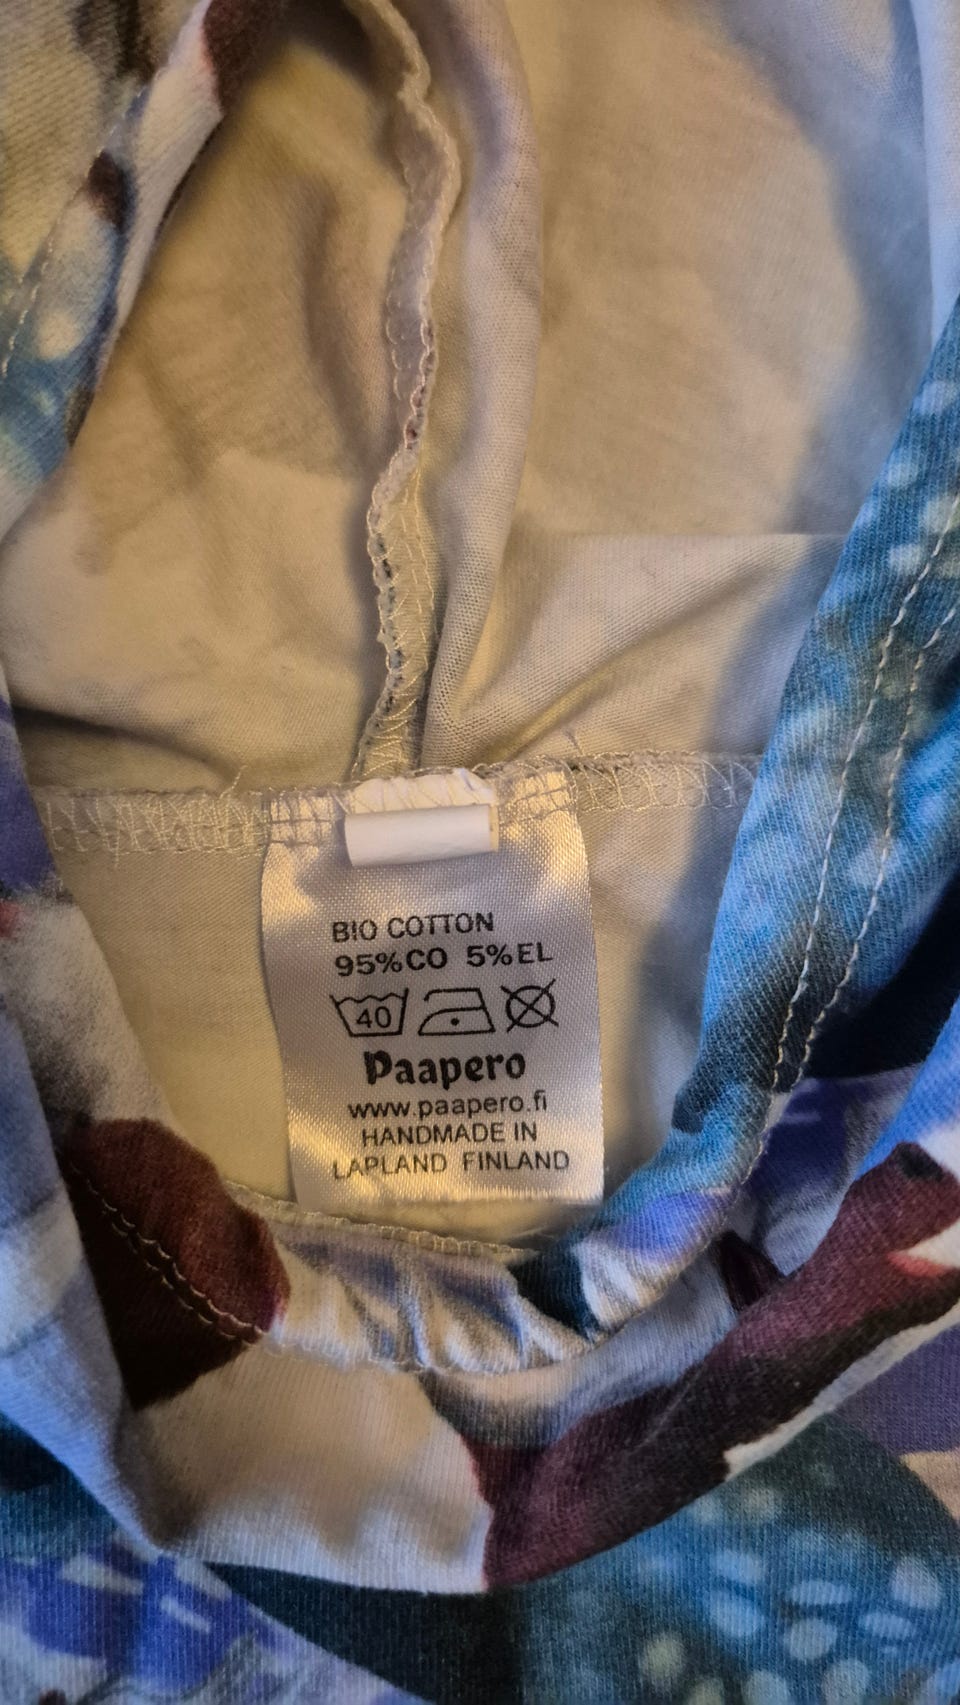 BIO COTTON
95%CO 5%EL
40
Paapero
www.paapero.fi
HANDMADE IN
LAPLAND FINLAND